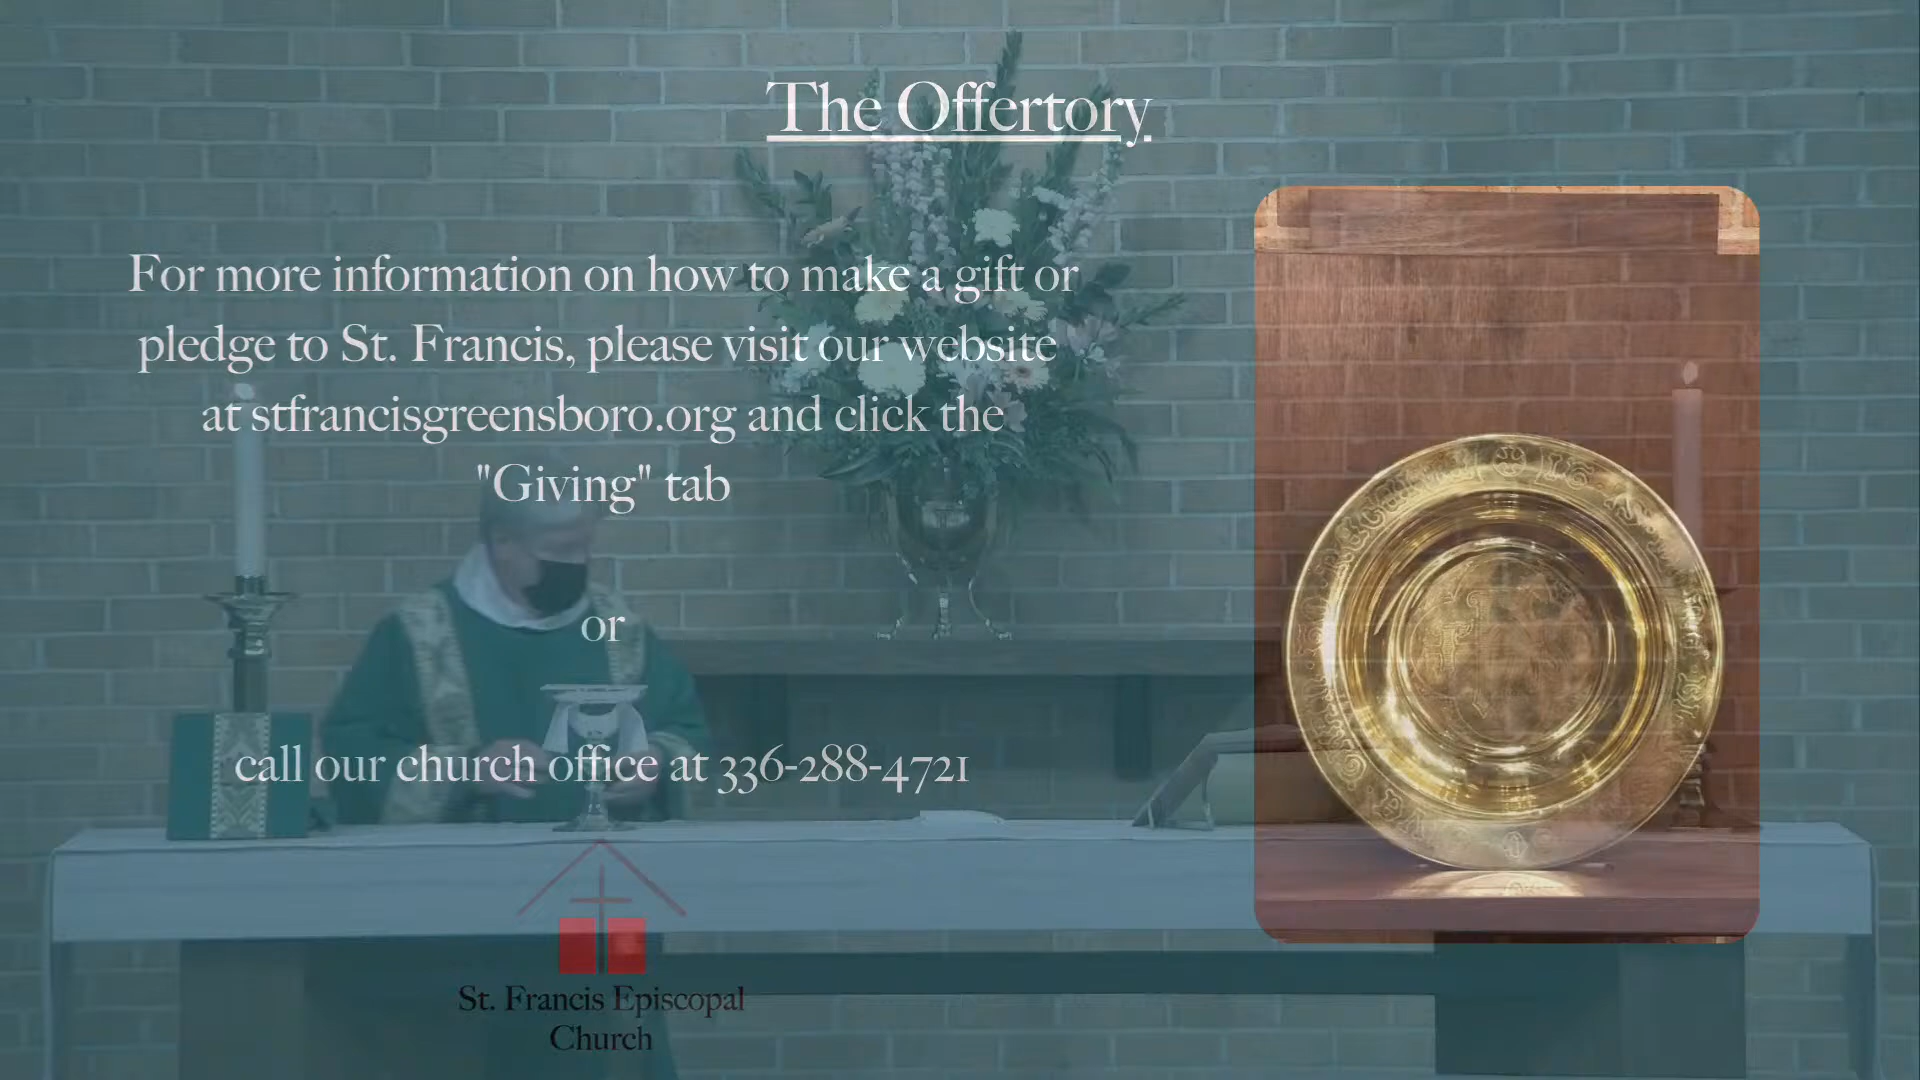 The Offertory
For more information on how to make a gift or
pledge to St. Francis, please visit our website
at stfrancisgreensboro.org and click the
"Giving" tab
or
call our church office at 336-288-4721
St. Francis Episcopal
Church